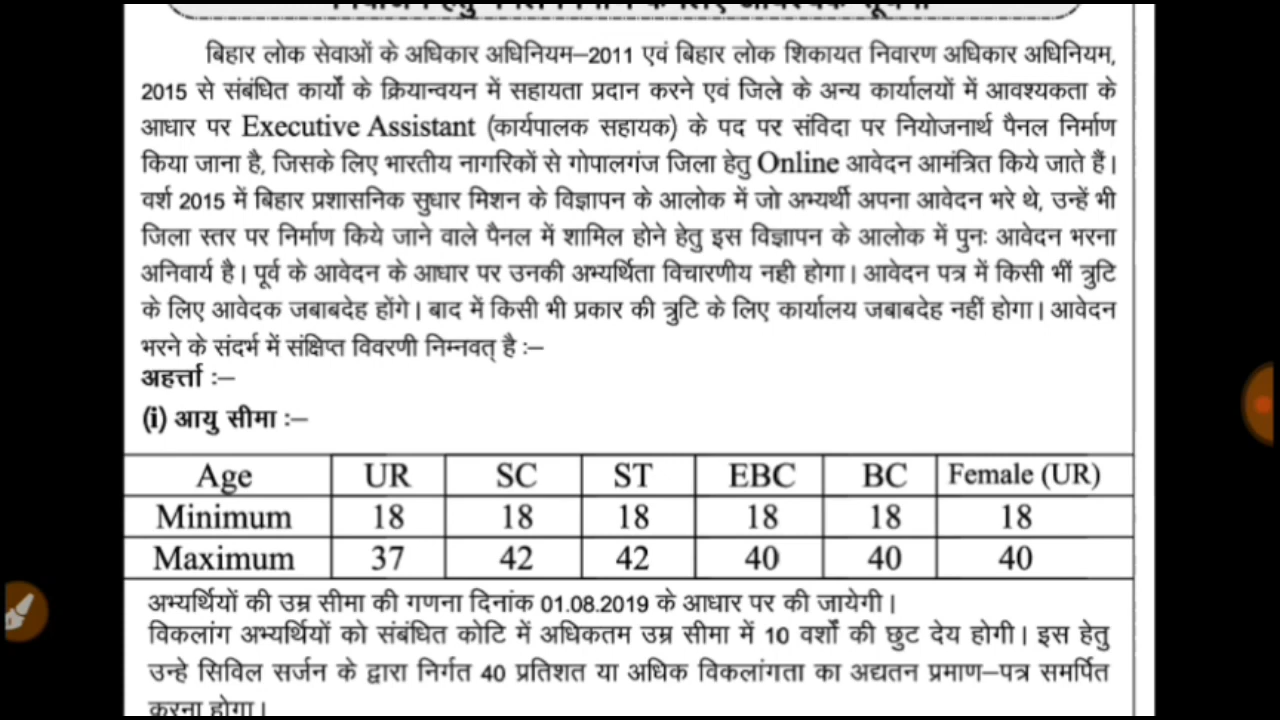 बिहार लोक सेवाओं के अधिकार अधिनियम–2011 एवं बिहार लोक शिकायत निवारण अधिकार अधिनियम,
2015 से संबंधित कार्यों के क्रियान्वयन में सहायता प्रदान करने एवं जिले के अन्य कार्यालयों में आवश्यकता के
आधार पर Executive Assistant (कार्यपालक सहायक) के पद पर संविदा पर नियोजनार्थ पैनल निर्माण
किया जाना है, जिसके लिए भारतीय नागरिकों से गोपालगंज जिला हेतु Online आवेदन आमंत्रित किये जाते हैं।
वर्श 2015 में बिहार प्रशासनिक सुधार मिशन के विज्ञापन के आलोक में जो अभ्यर्थी अपना आवेदन भरे थे, उन्हें भी
जिला स्तर पर निर्माण किये जाने वाले पैनल में शामिल होने हेतु इस विज्ञापन के आलोक में पुनः आवेदन भरना
अनिवार्य है। पूर्व के आवेदन के आधार पर उनकी अभ्यर्थिता विचारणीय नही होगा। आवेदन पत्र में किसी भीं त्रुटि
के लिए आवेदक जबाबदेह होंगे। बाद में किसी भी प्रकार की त्रुटि के लिए कार्यालय जबाबदेह नहीं होगा। आवेदन
भरने के संदर्भ में संक्षिप्त विवरणी निम्नवत् है :–
अहर्त्ता :–
(i) आयु सीमा :–
Age UR SC ST EBC BC Female (UR)
Minimum 18 18 18 18 18 18
Maximum 37 42 42 40 40 40
अभ्यर्थियों की उम्र सीमा की गणना दिनांक 01.08.2019 के आधार पर की जायेगी।
विकलांग अभ्यर्थियों को संबंधित कोटि में अधिकतम उम्र सीमा में 10 वर्शों की छुट देय होगी। इस हेतु
उन्हे सिविल सर्जन के द्वारा निर्गत 40 प्रतिशत या अधिक विकलांगता का अद्यतन प्रमाण–पत्र समर्पित
करना होगा।